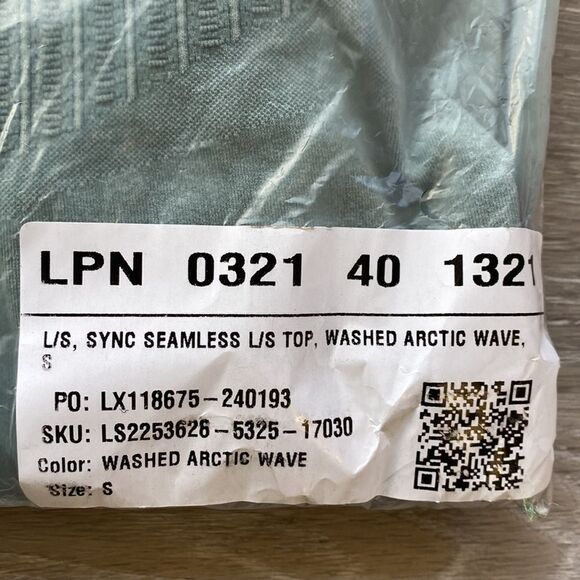 LPN 0321 40 1321
L/S, SYNC SEAMLESS L/S TOP, WASHED ARCTIC WAVE,
S
PO: LX118675-240193
SKU: LS2253626-5325-17030
Color: WASHED ARCTIC WAVE
Size: S